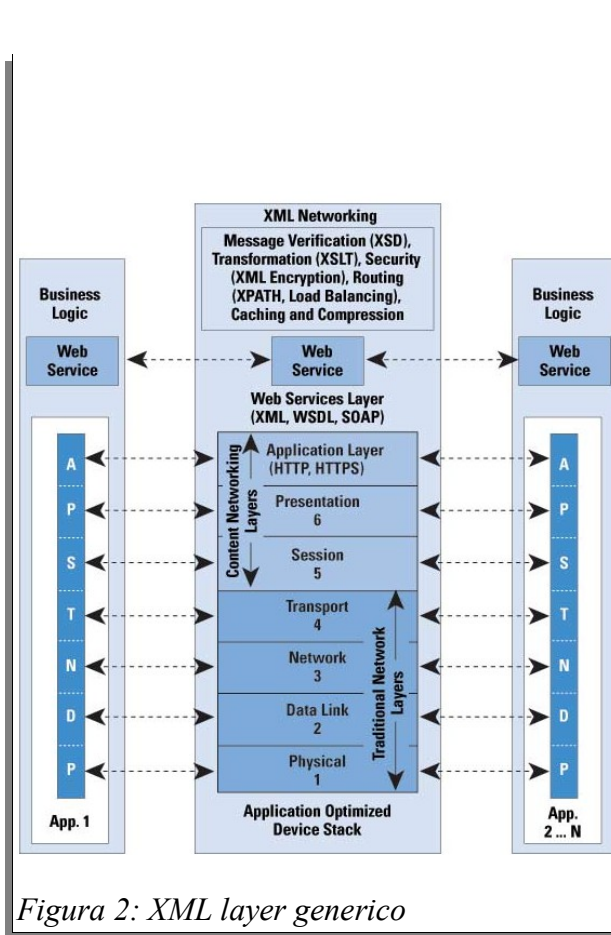 XML Networking
Message Verification (XSD),
Transformation (XSLT), Security
(XML Encryption), Routing
(XPATH, Load Balancing),
Caching and Compression
Business
Logic
Web
Service
A
P
S
T
N
D
P
App. 1
Web
Service
Web Services Layer
(XML, WSDL, SOAP)
Content Networking
Layers
Application Layer
(HTTP, HTTPS)
Presentation
6
Session
5
Transport
4
Network
3
Data Link
2
Physical
1
Traditional Network
Layers
Application Optimized
Device Stack
Business
Logic
Web
Service
A
P
S
T
N
D
P
App.
2 ... N
Figura 2: XML layer generico